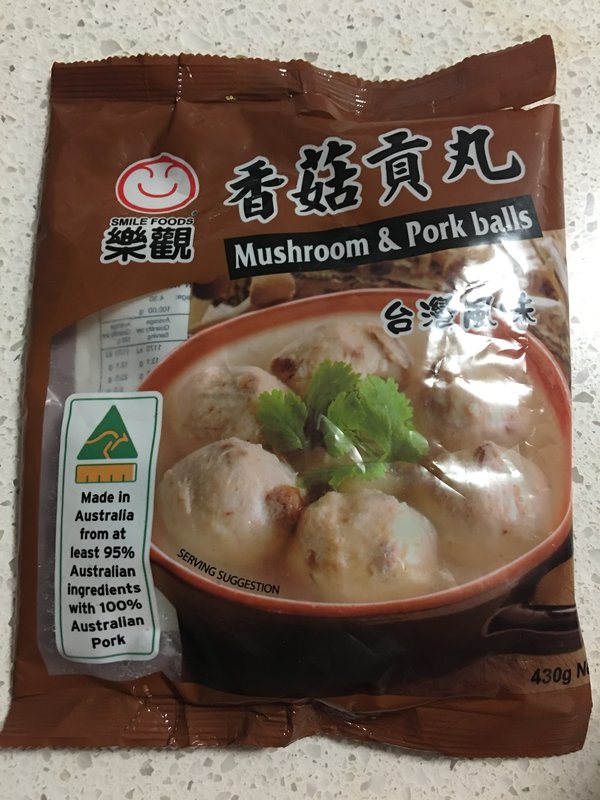 SMILE FOODS
樂觀
香菇貢丸
Mushroom & Pork balls
台灣風味
Made in
Australia
from at
least 95%
Australian
ingredients
with 100%
Australian
Pork
SERVING SUGGESTION
430g